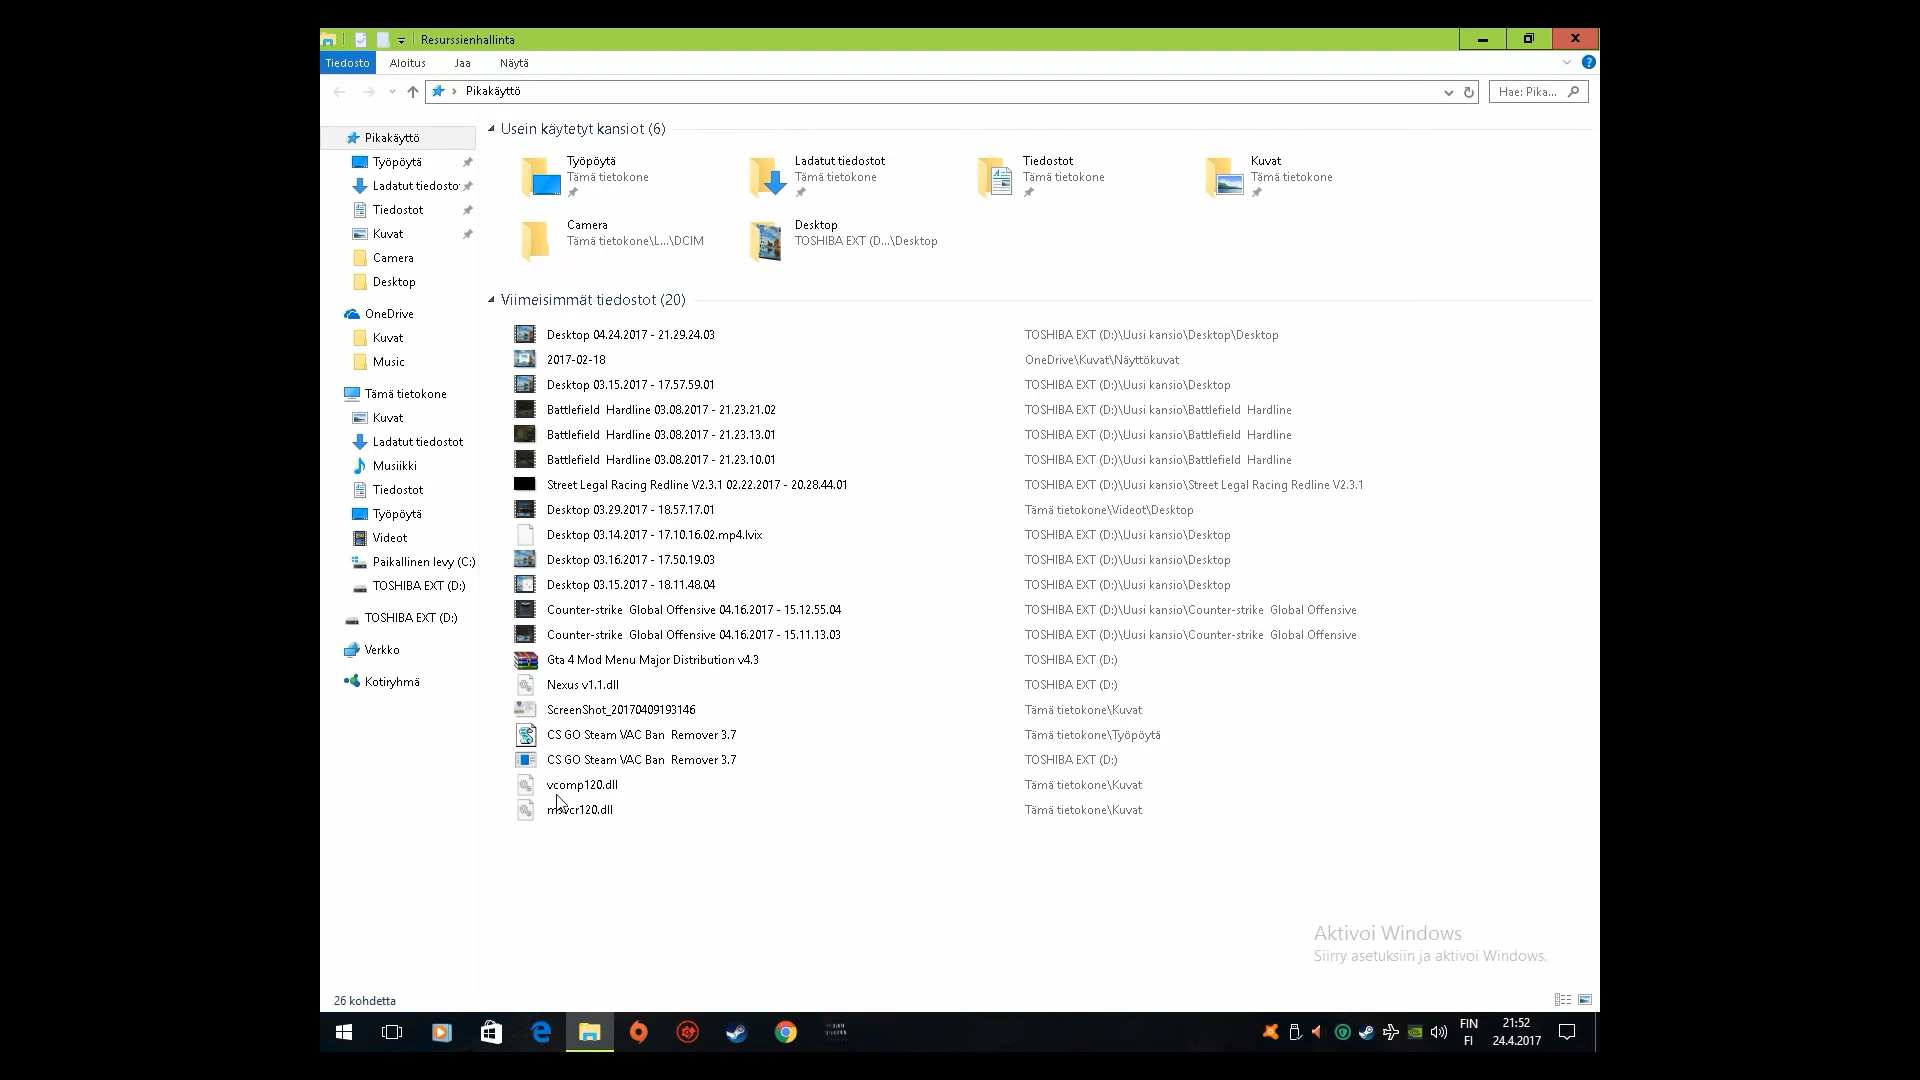 Resurssienhallinta
Tiedosto Aloitus Jaa Näytä
Pikakäyttö
Hae: Pika...
Pikakäyttö
Työpöytä
Ladatut tiedostot
Tiedostot
Kuvat
Camera
Desktop
OneDrive
Kuvat
Music
Tämä tietokone
Kuvat
Ladatut tiedostot
Musiikki
Tiedostot
Työpöytä
Videot
Paikallinen levy (C:)
TOSHIBA EXT (D:)
TOSHIBA EXT (D:)
Verkko
Kotiryhmä
Usein käytetyt kansiot (6)
Työpöytä
Tämä tietokone
Ladatut tiedostot
Tämä tietokone
Tiedostot
Tämä tietokone
Kuvat
Tämä tietokone
Camera
Tämä tietokone\L...\DCIM
Desktop
TOSHIBA EXT (D...\Desktop
Viimeisimmät tiedostot (20)
Desktop 04.24.2017 - 21.29.24.03 TOSHIBA EXT (D:)\Uusi kansio\Desktop\Desktop
2017-02-18 OneDrive\Kuvat\Näyttökuvat
Desktop 03.15.2017 - 17.57.59.01 TOSHIBA EXT (D:)\Uusi kansio\Desktop
Battlefield Hardline 03.08.2017 - 21.23.21.02 TOSHIBA EXT (D:)\Uusi kansio\Battlefield Hardline
Battlefield Hardline 03.08.2017 - 21.23.13.01 TOSHIBA EXT (D:)\Uusi kansio\Battlefield Hardline
Battlefield Hardline 03.08.2017 - 21.23.10.01 TOSHIBA EXT (D:)\Uusi kansio\Battlefield Hardline
Street Legal Racing Redline V2.3.1 02.22.2017 - 20.28.44.01 TOSHIBA EXT (D:)\Uusi kansio\Street Legal Racing Redline V2.3.1
Desktop 03.29.2017 - 18.57.17.01 Tämä tietokone\Videot\Desktop
Desktop 03.14.2017 - 17.10.16.02.mp4.lvix TOSHIBA EXT (D:)\Uusi kansio\Desktop
Desktop 03.16.2017 - 17.50.19.03 TOSHIBA EXT (D:)\Uusi kansio\Desktop
Desktop 03.15.2017 - 18.11.48.04 TOSHIBA EXT (D:)\Uusi kansio\Desktop
Counter-strike Global Offensive 04.16.2017 - 15.12.55.04 TOSHIBA EXT (D:)\Uusi kansio\Counter-strike Global Offensive
Counter-strike Global Offensive 04.16.2017 - 15.11.13.03 TOSHIBA EXT (D:)\Uusi kansio\Counter-strike Global Offensive
Gta 4 Mod Menu Major Distribution v4.3 TOSHIBA EXT (D:)
Nexus v1.1.dll TOSHIBA EXT (D:)
ScreenShot_20170409193146 Tämä tietokone\Kuvat
CS GO Steam VAC Ban Remover 3.7 Tämä tietokone\Työpöytä
CS GO Steam VAC Ban Remover 3.7 TOSHIBA EXT (D:)
vcomp120.dll Tämä tietokone\Kuvat
msvcr120.dll Tämä tietokone\Kuvat
Aktivoi Windows
Siirry asetuksiin ja aktivoi Windows.
26 kohdetta
FIN
FI
21:52
24.4.2017